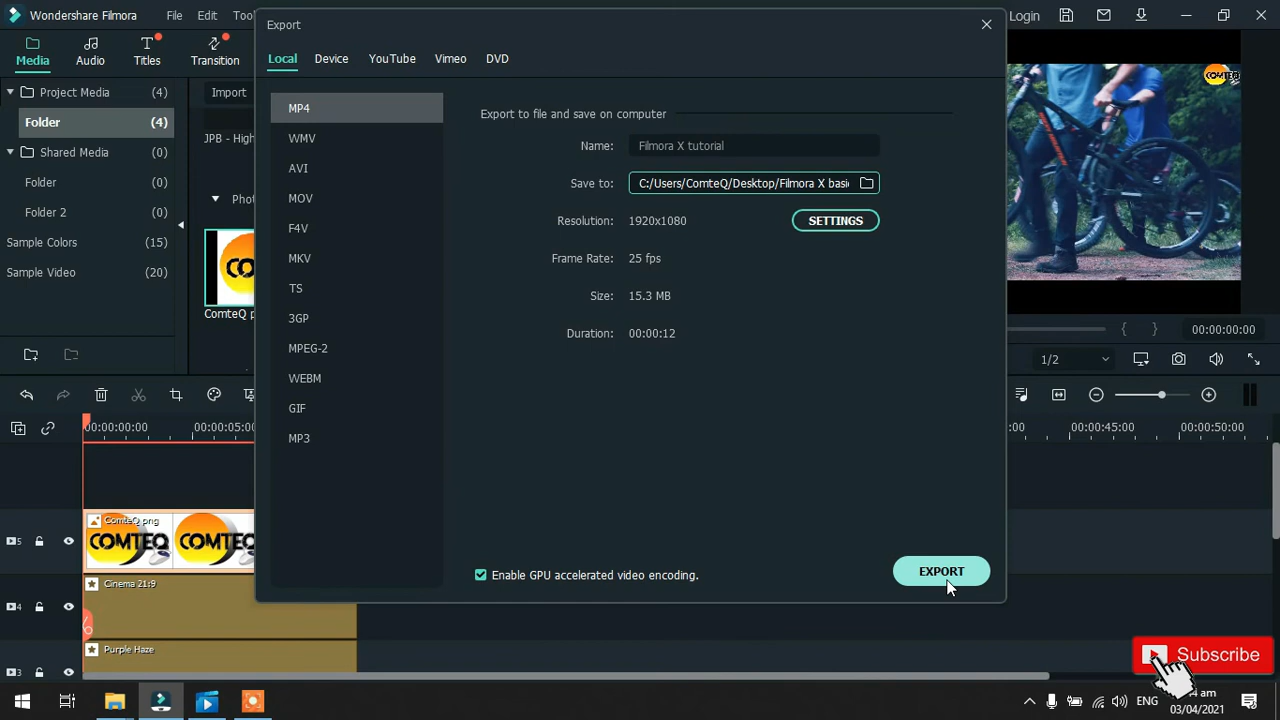 Wondershare Filmora
File
Edit
Export
Login
Media
Audio
Titles
Transition
Local
Device
YouTube
Vimeo
DVD
Project Media (4)
Folder (4)
Shared Media (0)
Folder (0)
Folder 2 (0)
Sample Colors (15)
Sample Video (20)
Import
MP4
WMV
AVI
MOV
F4V
MKV
TS
3GP
MPEG-2
WEBM
GIF
MP3
Export to file and save on computer
Name: Filmora X tutorial
Save to: C:/Users/ComteQ/Desktop/Filmora X basi
Resolution: 1920x1080 SETTINGS
Frame Rate: 25 fps
Size: 15.3 MB
Duration: 00:00:12
Enable GPU accelerated video encoding.
EXPORT
{ } 00:00:00:00
1/2
00:00:00:00 00:00:05:00 00:00:45:00 00:00:50:00
5 ComteQ png
COMTEQ COMTEQ
4 Cinema 21:9
3 Purple Haze
Subscribe
ENG
03/04/2021